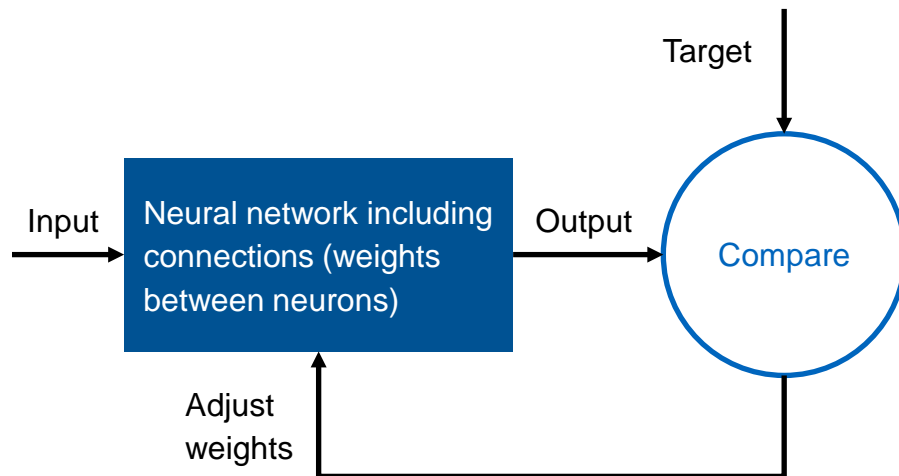 Target
Input
Neural network including
connections (weights
between neurons)
Output
Compare
Adjust
weights